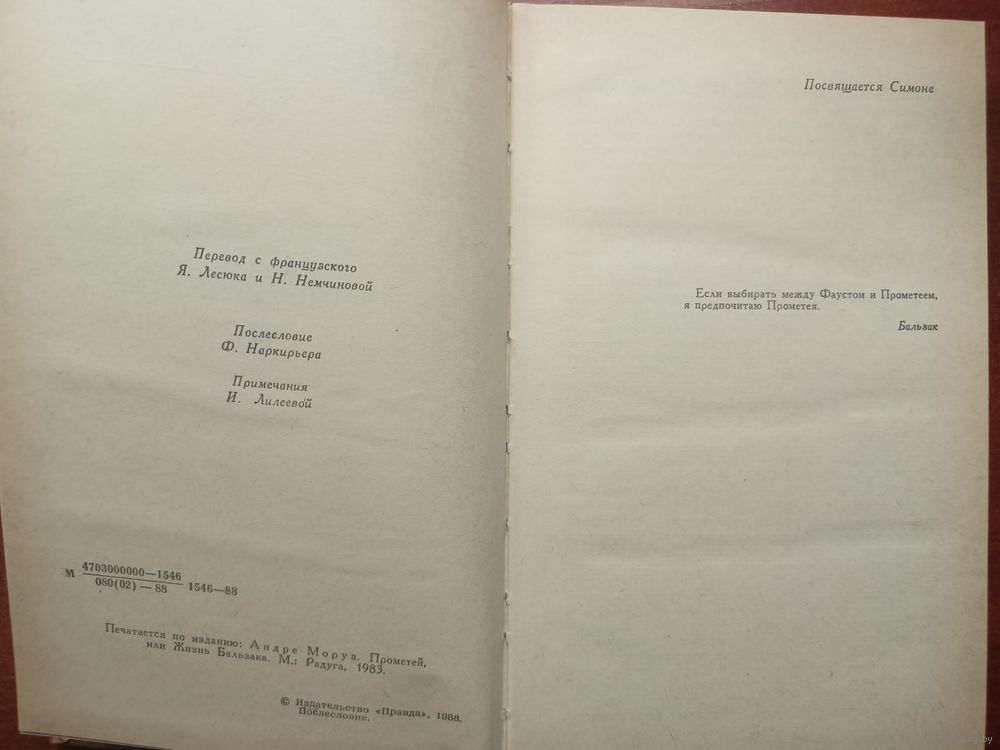 Перевод с французского
Я. Лесюка и Н. Немчиновой
Послесловие
Ф. Наркирьера
Примечания
И. Лилеевой
М 4703000000—1546
080(02)—88 1546—88
Печатается по изданию: Андре Моруа. Прометей,
или Жизнь Бальзака. М.: Радуга, 1983.
© Издательство «Правда», 1988.
Послесловие.
Посвящается Симоне
Если выбирать между Фаустом и Прометеем,
я предпочитаю Прометея.
Бальзак